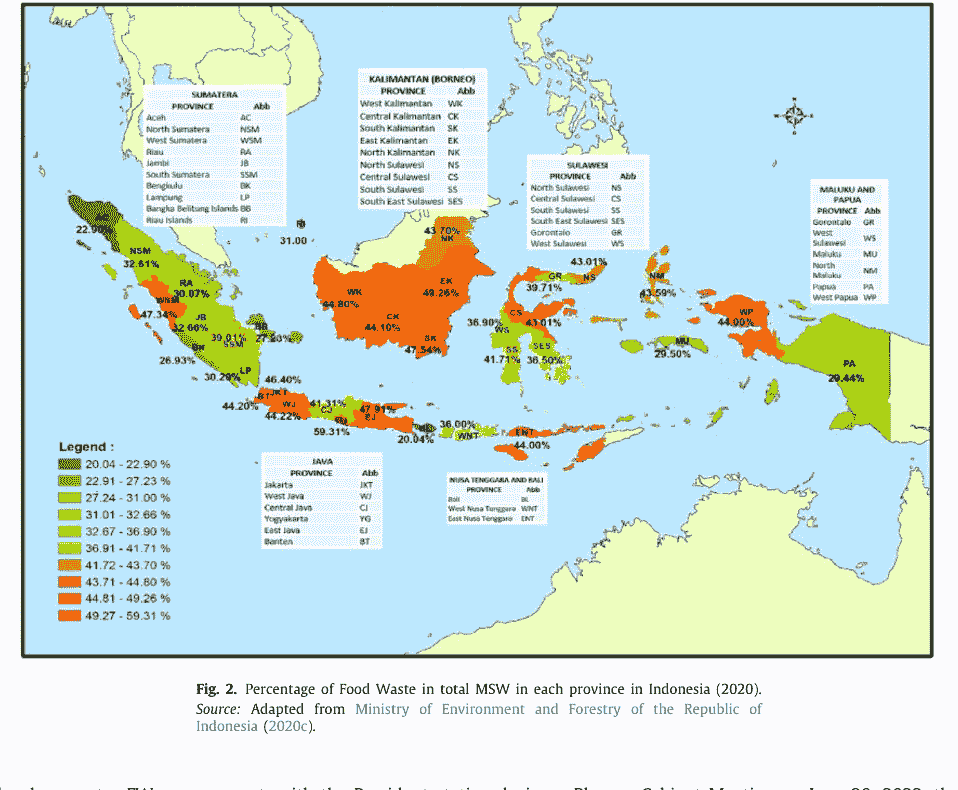 SUMATERA
PROVINCE Abb
Aceh AC
North Sumatera NSM
West Sumatera WSM
Riau RA
Jambi JB
South Sumatera SSM
Bengkulu BK
Lampung LP
Bangka Belitung Islands BB
Riau Islands RI
KALIMANTAN (BORNEO)
PROVINCE Abb
West Kalimantan WK
Central Kalimantan CK
South Kalimantan SK
East Kalimantan EK
North Kalimantan NK
North Sulawesi NS
Central Sulawesi CS
South Sulawesi SS
South East Sulawesi SES
SULAWESI
PROVINCE Abb
North Sulawesi NS
Central Sulawesi CS
South Sulawesi SS
South East Sulawesi SES
Gorontalo GR
West Sulawesi WS
MALUKU AND
PAPUA
PROVINCE Abb
Gorontalo GR
West
Sulawesi WS
Maluku MU
North
Maluku NM
Papua PA
West Papua WP
RI
31.00
NSM
32.61%
RA
30.07%
WSM
47.34%
JB
32.66%
39.01%
SSM
BB
BK
26.93%
LP
30.29%
43.70%
NK
WK
44.80%
EK
49.26%
CK
44.10%
SK
47.54%
43.01%
GR NS
39.71%
CS
36.90% 43.01%
WS
SS SES
41.71% 36.50%
NM
43.59%
WP
44.00%
MU
29.50%
PA
29.44%
46.40%
JKT
BT
WJ
44.20%
44.22%
41.31%
CJ
47.91%
EJ
59.31%
20.04%
36.00%
WNT
ENT
44.00%
Legend :
20.04 - 22.90 %
22.91 - 27.23 %
27.24 - 31.00 %
31.01 - 32.66 %
32.67 - 36.90 %
36.91 - 41.71 %
41.72 - 43.70 %
43.71 - 44.80 %
44.81 - 49.26 %
49.27 - 59.31 %
JAVA
PROVINCE Abb
Jakarta JKT
West Java WJ
Central Java CJ
Yogyakarta YG
East Java EJ
Banten BT
NUSA TENGGARA AND BALI
PROVINCE Abb
Bali BL
West Nusa Tenggara WNT
East Nusa Tenggara ENT
Fig. 2. Percentage of Food Waste in total MSW in each province in Indonesia (2020).
Source: Adapted from Ministry of Environment and Forestry of the Republic of
Indonesia (2020c).